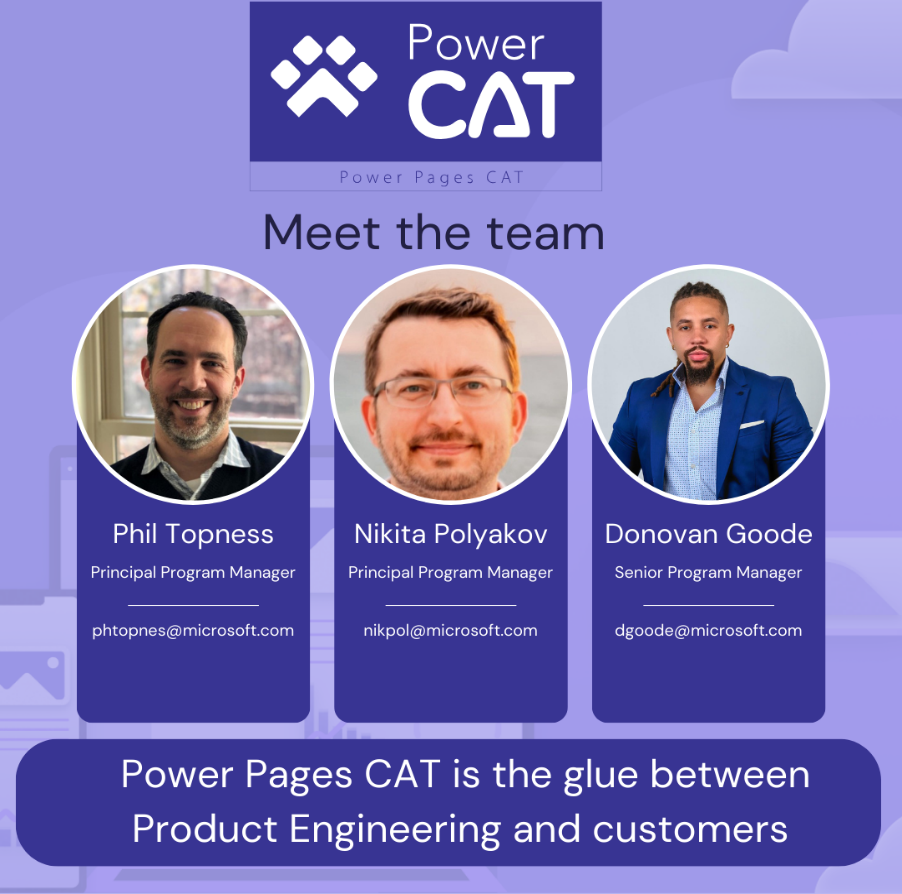 Power
CAT
Power Pages CAT
Meet the team
Phil Topness
Principal Program Manager
phtopnes@microsoft.com
Nikita Polyakov
Principal Program Manager
nikpol@microsoft.com
Donovan Goode
Senior Program Manager
dgoode@microsoft.com
Power Pages CAT is the glue between
Product Engineering and customers